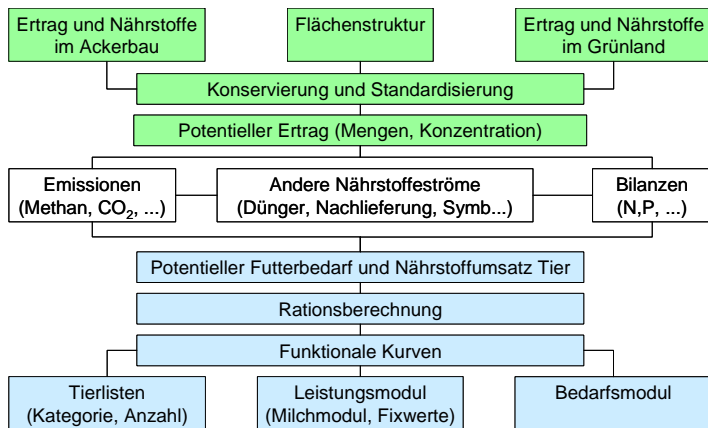 Ertrag und Nährstoffe
im Ackerbau
Flächenstruktur
Ertrag und Nährstoffe
im Grünland
Konservierung und Standardisierung
Potentieller Ertrag (Mengen, Konzentration)
Emissionen
(Methan, CO₂, ...)
Andere Nährstoffeströme
(Dünger, Nachlieferung, Symb...)
Bilanzen
(N,P, ...)
Potentieller Futterbedarf und Nährstoffumsatz Tier
Rationsberechnung
Funktionale Kurven
Tierlisten
(Kategorie, Anzahl)
Leistungsmodul
(Milchmodul, Fixwerte)
Bedarfsmodul